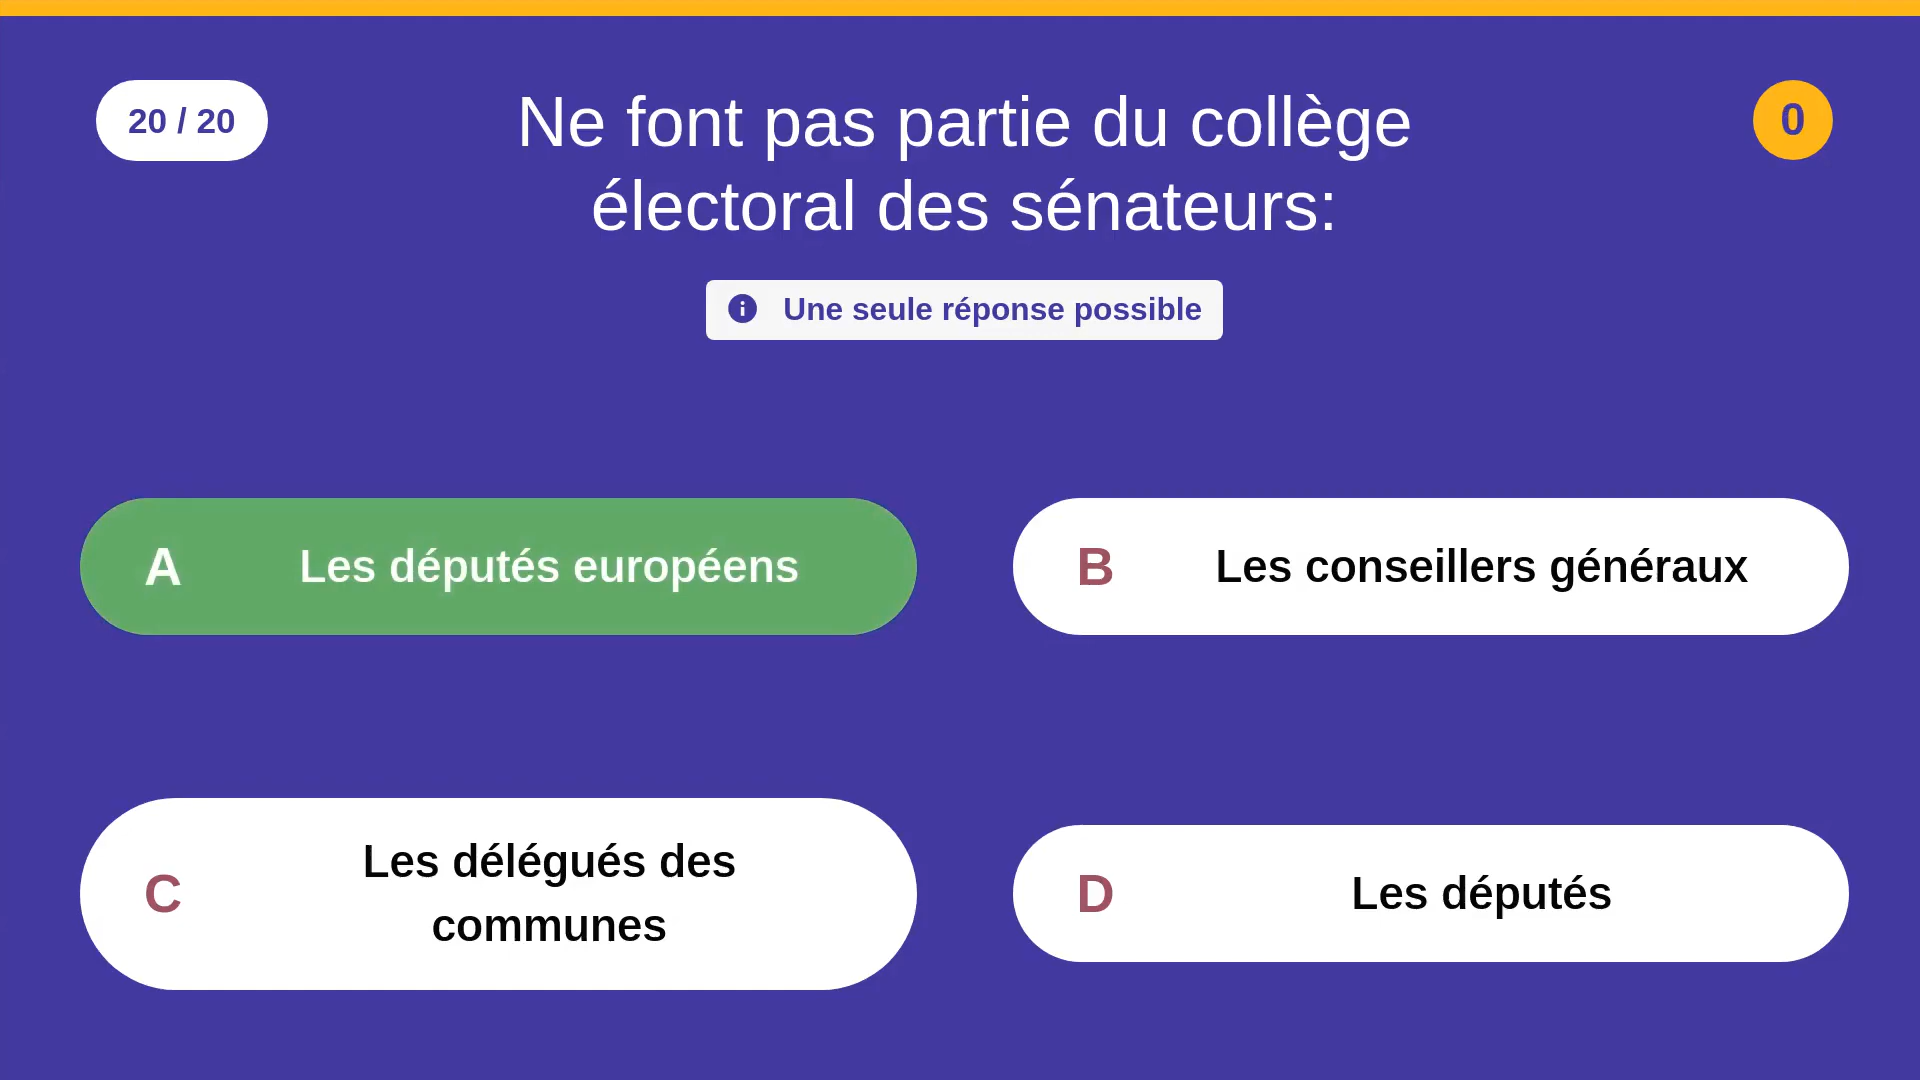 20 / 20
Ne font pas partie du collège
électoral des sénateurs:
0
Une seule réponse possible
A
Les députés européens
B
Les conseillers généraux
C
Les délégués des
communes
D
Les députés